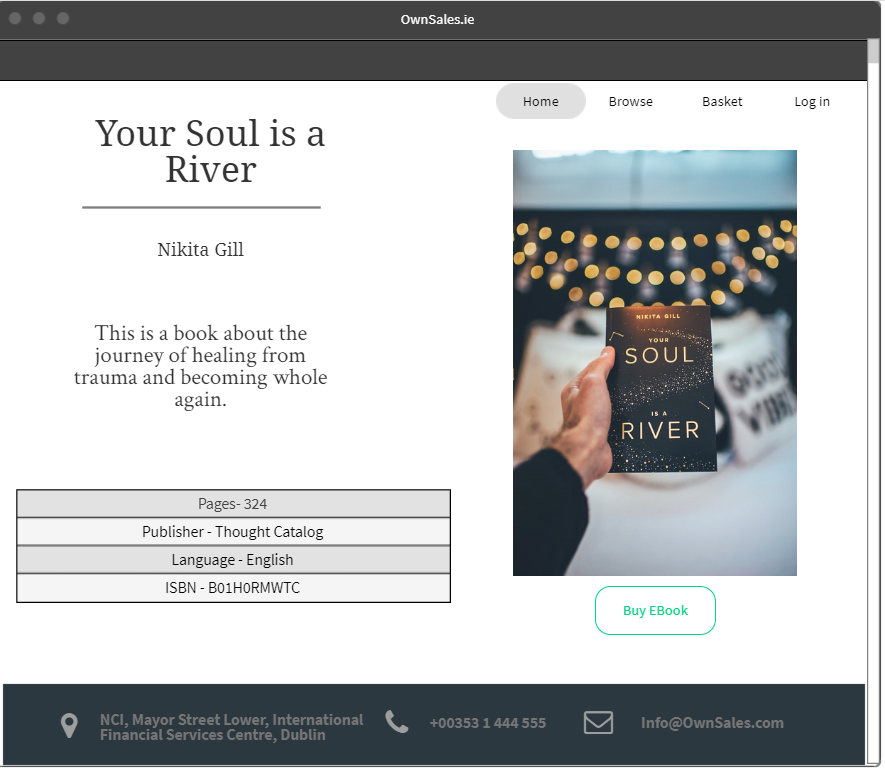 OwnSales.ie
Home Browse Basket Log in
Your Soul is a
River
Nikita Gill
This is a book about the
journey of healing from
trauma and becoming whole
again.
NIKITA GILL
YOUR
SOUL
IS A
RIVER
Pages- 324
Publisher - Thought Catalog
Language - English
ISBN - B01H0RMWTC
Buy EBook
NCI, Mayor Street Lower, International
Financial Services Centre, Dublin
+00353 1 444 555
Info@OwnSales.com